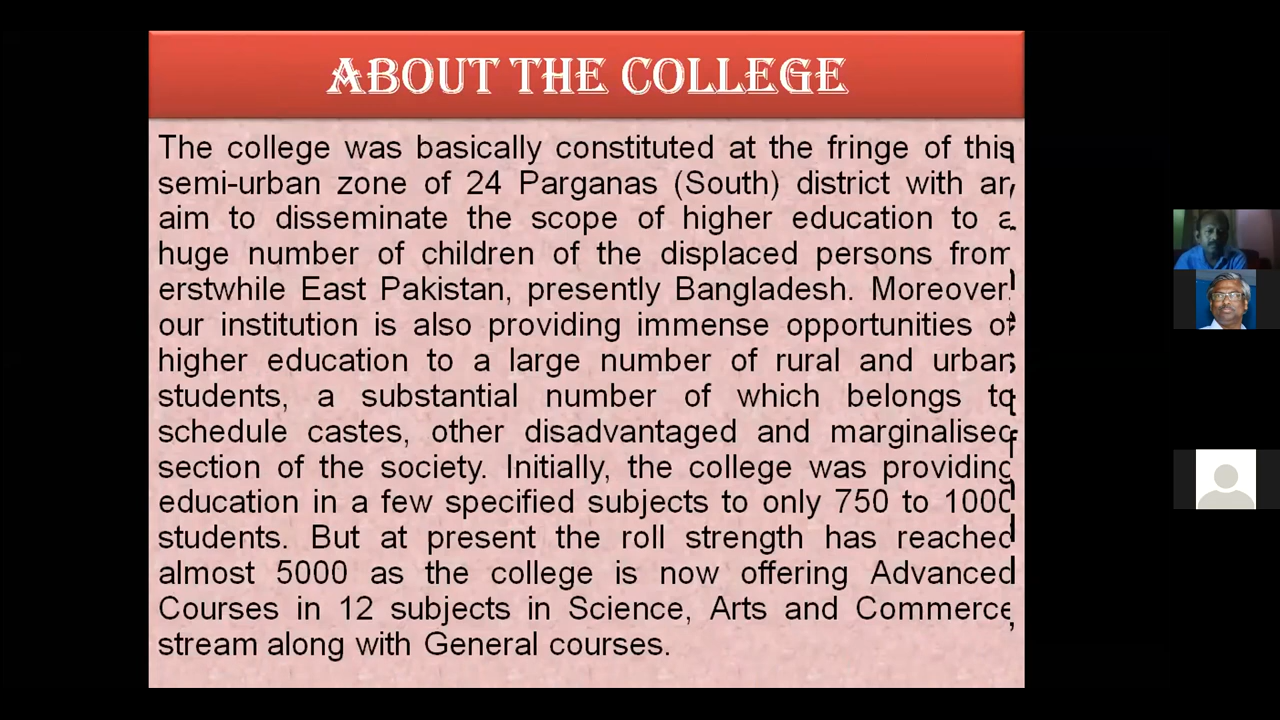 ABOUT THE COLLEGE
The college was basically constituted at the fringe of this
semi-urban zone of 24 Parganas (South) district with an
aim to disseminate the scope of higher education to a
huge number of children of the displaced persons from
erstwhile East Pakistan, presently Bangladesh. Moreover,
our institution is also providing immense opportunities of
higher education to a large number of rural and urban
students, a substantial number of which belongs to
schedule castes, other disadvantaged and marginalised
section of the society. Initially, the college was providing
education in a few specified subjects to only 750 to 1000
students. But at present the roll strength has reached
almost 5000 as the college is now offering Advanced
Courses in 12 subjects in Science, Arts and Commerce
stream along with General courses.